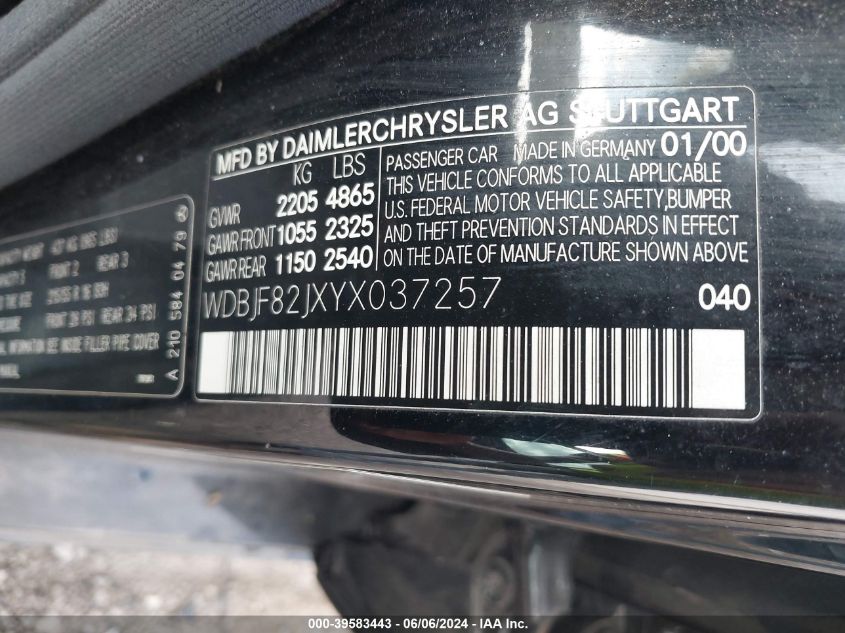 MFD BY DAIMLERCHRYSLER AG STUTTGART
KG LBS
GVWR 2205 4865
GAWR FRONT 1055 2325
GAWR REAR 1150 2540
PASSENGER CAR MADE IN GERMANY 01/00
THIS VEHICLE CONFORMS TO ALL APPLICABLE
U.S. FEDERAL MOTOR VEHICLE SAFETY,BUMPER
AND THEFT PREVENTION STANDARDS IN EFFECT
ON THE DATE OF MANUFACTURE SHOWN ABOVE
WDBJF82JXYX037257 040
FRONT 2 REAR 3
FRONT 28 PSI REAR 34 PSI
INFORMATION SEE INSIDE FILLER PIPE COVER
A 210 584 04 79
000-39583443 - 06/06/2024 - IAA Inc.